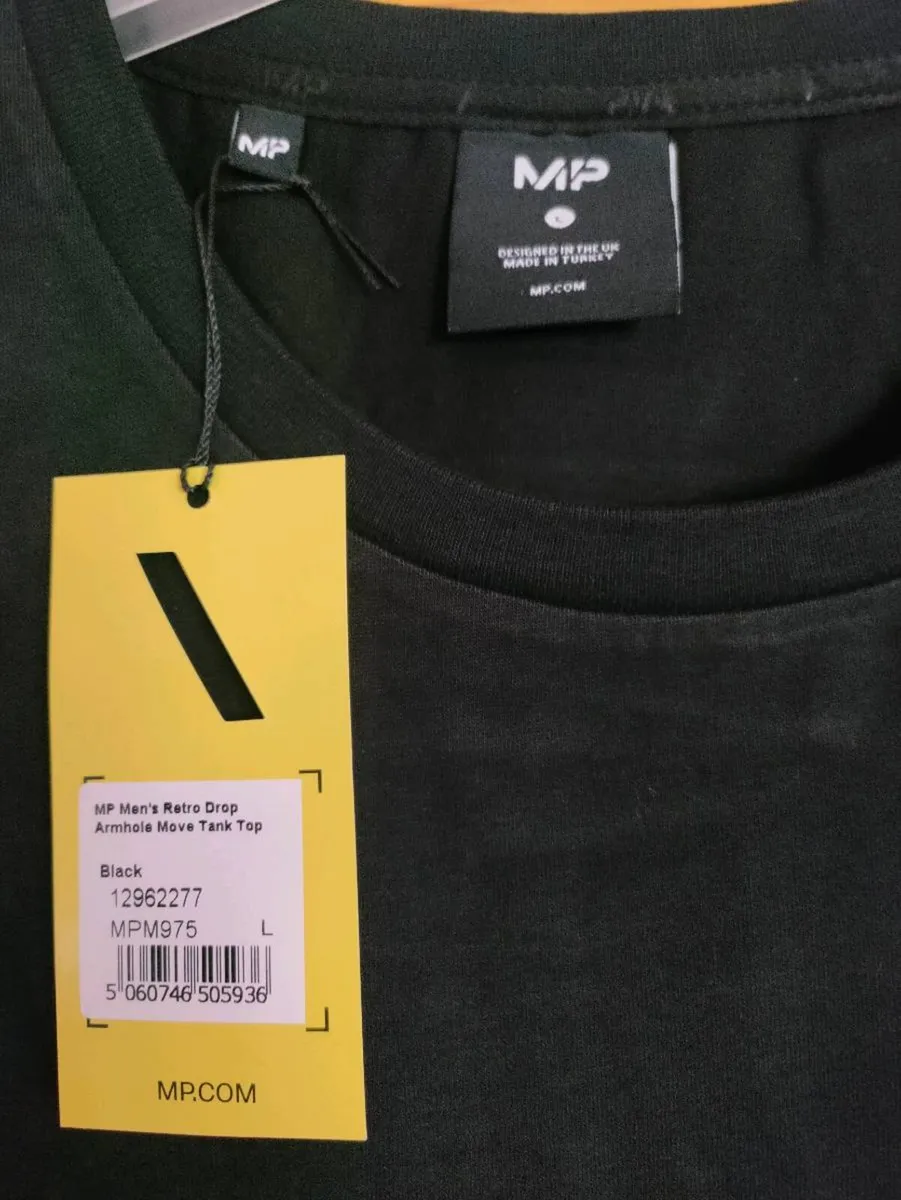 MP
MP
L
DESIGNED IN THE UK
MADE IN TURKEY
MP.COM
MP Men's Retro Drop
Armhole Move Tank Top
Black
12962277
MPM975 L
5 060746 505936
MP.COM